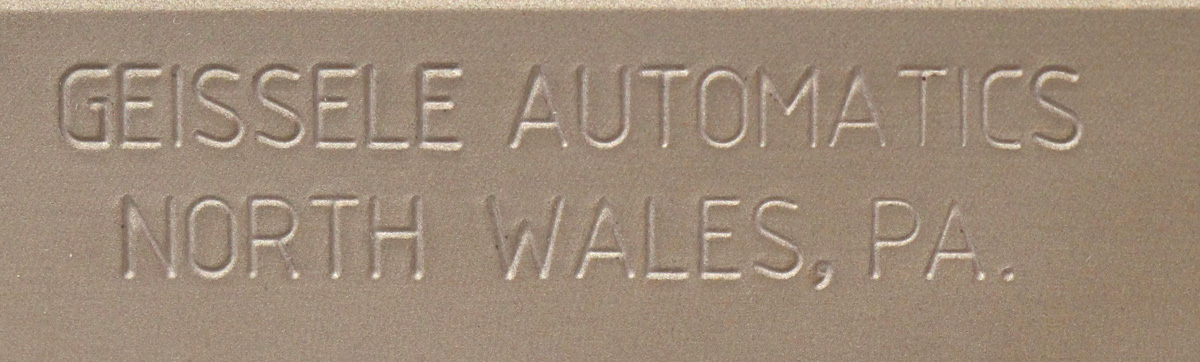 GEISSELE AUTOMATICS
NORTH WALES, PA.